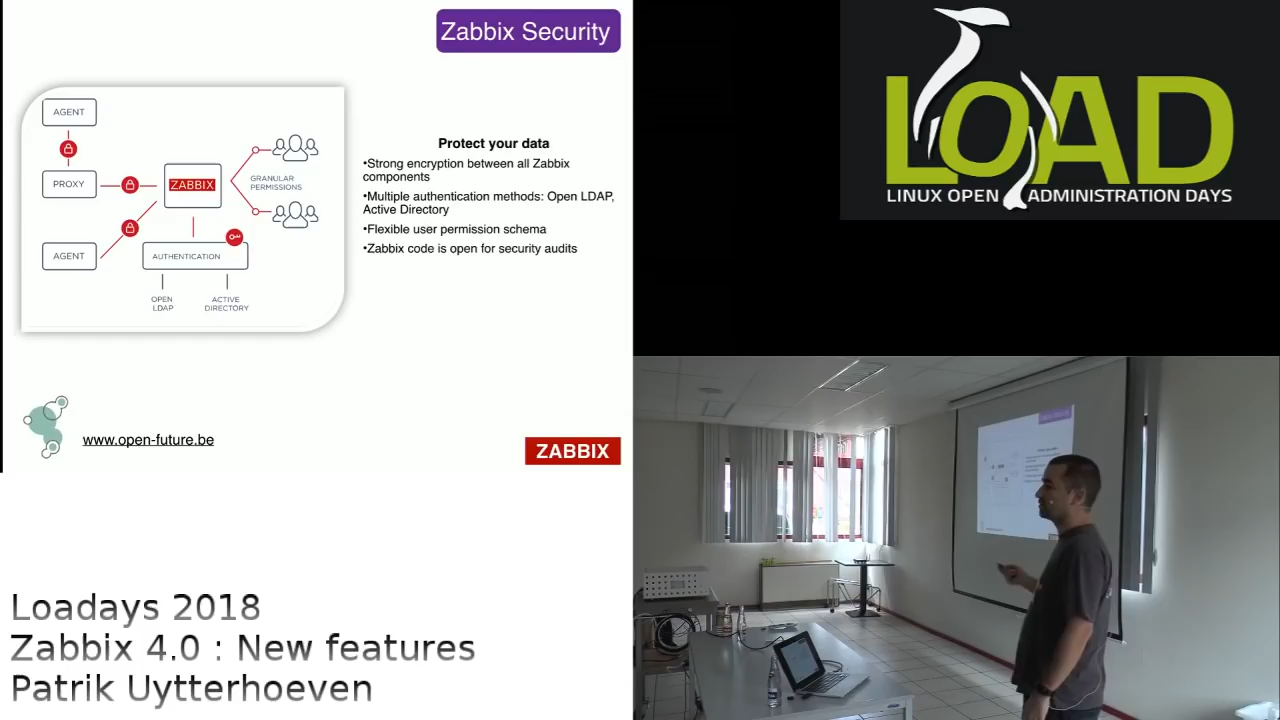 Zabbix Security
AGENT
PROXY
AGENT
ZABBIX
GRANULAR
PERMISSIONS
AUTHENTICATION
OPEN
LDAP
ACTIVE
DIRECTORY
Protect your data
•Strong encryption between all Zabbix
components
•Multiple authentication methods: Open LDAP,
Active Directory
•Flexible user permission schema
•Zabbix code is open for security audits
www.open-future.be
ZABBIX
LOAD
LINUX OPEN ADMINISTRATION DAYS
Loadays 2018
Zabbix 4.0 : New features
Patrik Uytterhoeven